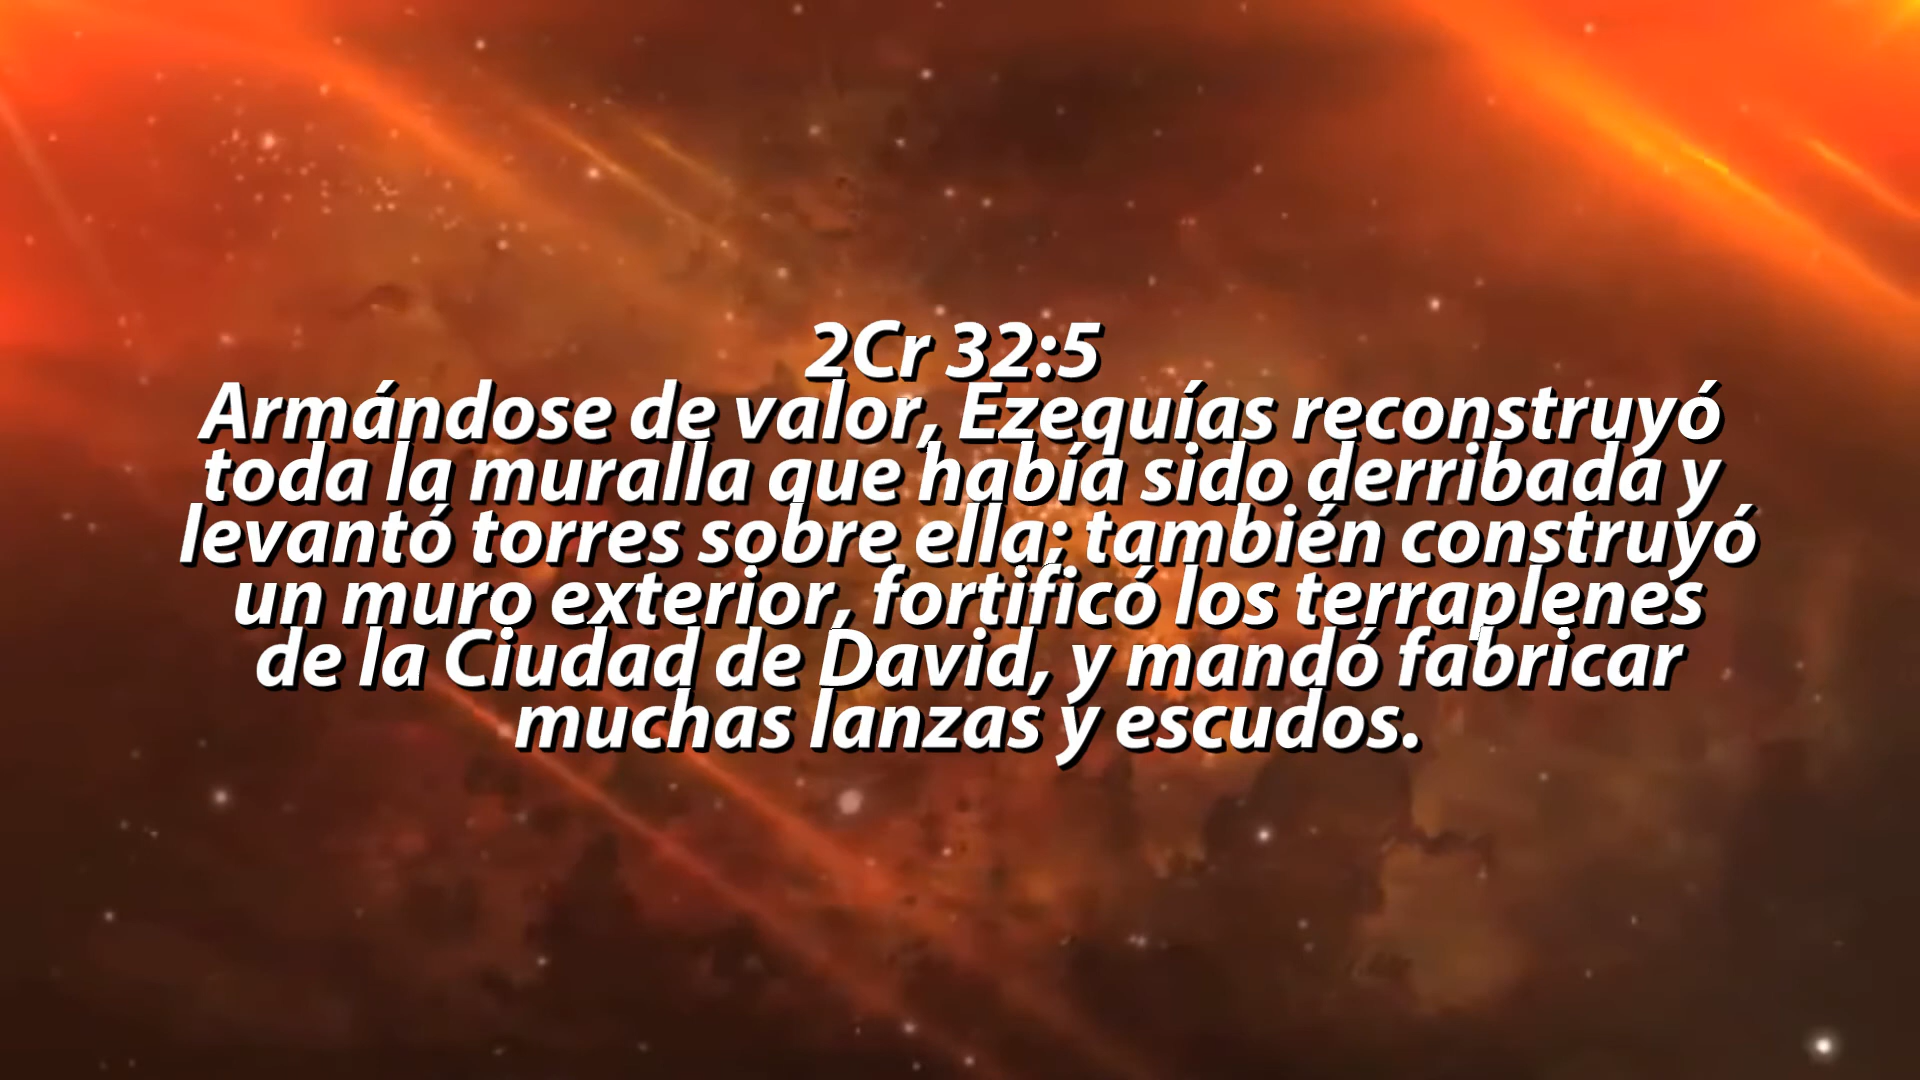 2Cr 32:5
Armándose de valor, Ezequías reconstruyó
toda la muralla que había sido derribada y
levantó torres sobre ella; también construyó
un muro exterior, fortificó los terraplenes
de la Ciudad de David, y mandó fabricar
muchas lanzas y escudos.